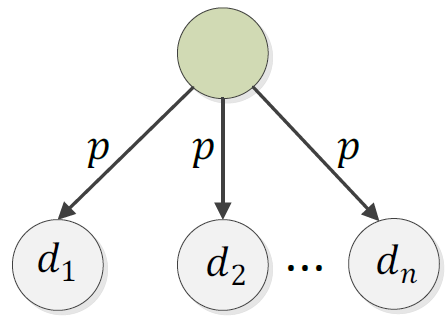 p p p
d₁ d₂ ... dₙ